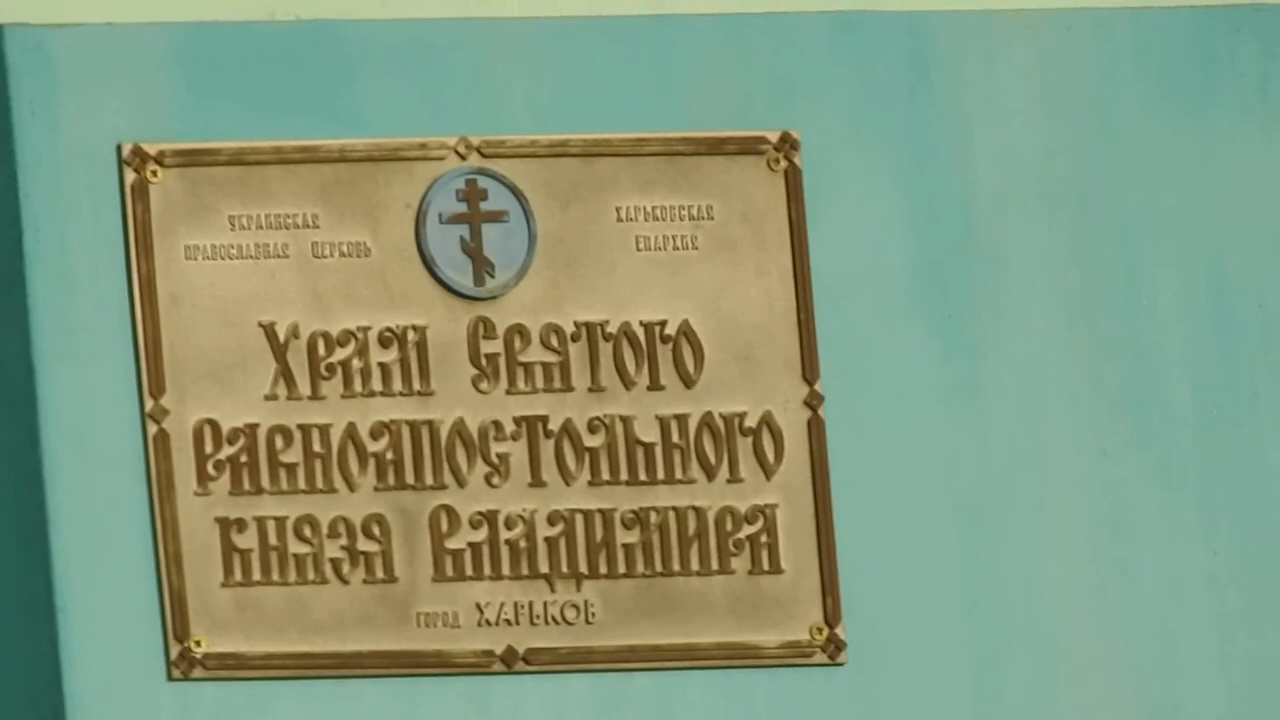 УКРАИНСКАЯ
ПРАВОСЛАВНАЯ ЦЕРКОВЬ
ХАРЬКОВСКАЯ
ЕПАРХИЯ
ХРАМ СВЯТОГО
РАВНОАПОСТОЛЬНОГО
КНЯЗЯ ВЛАДИМИРА
ГОРОД ХАРЬКОВ